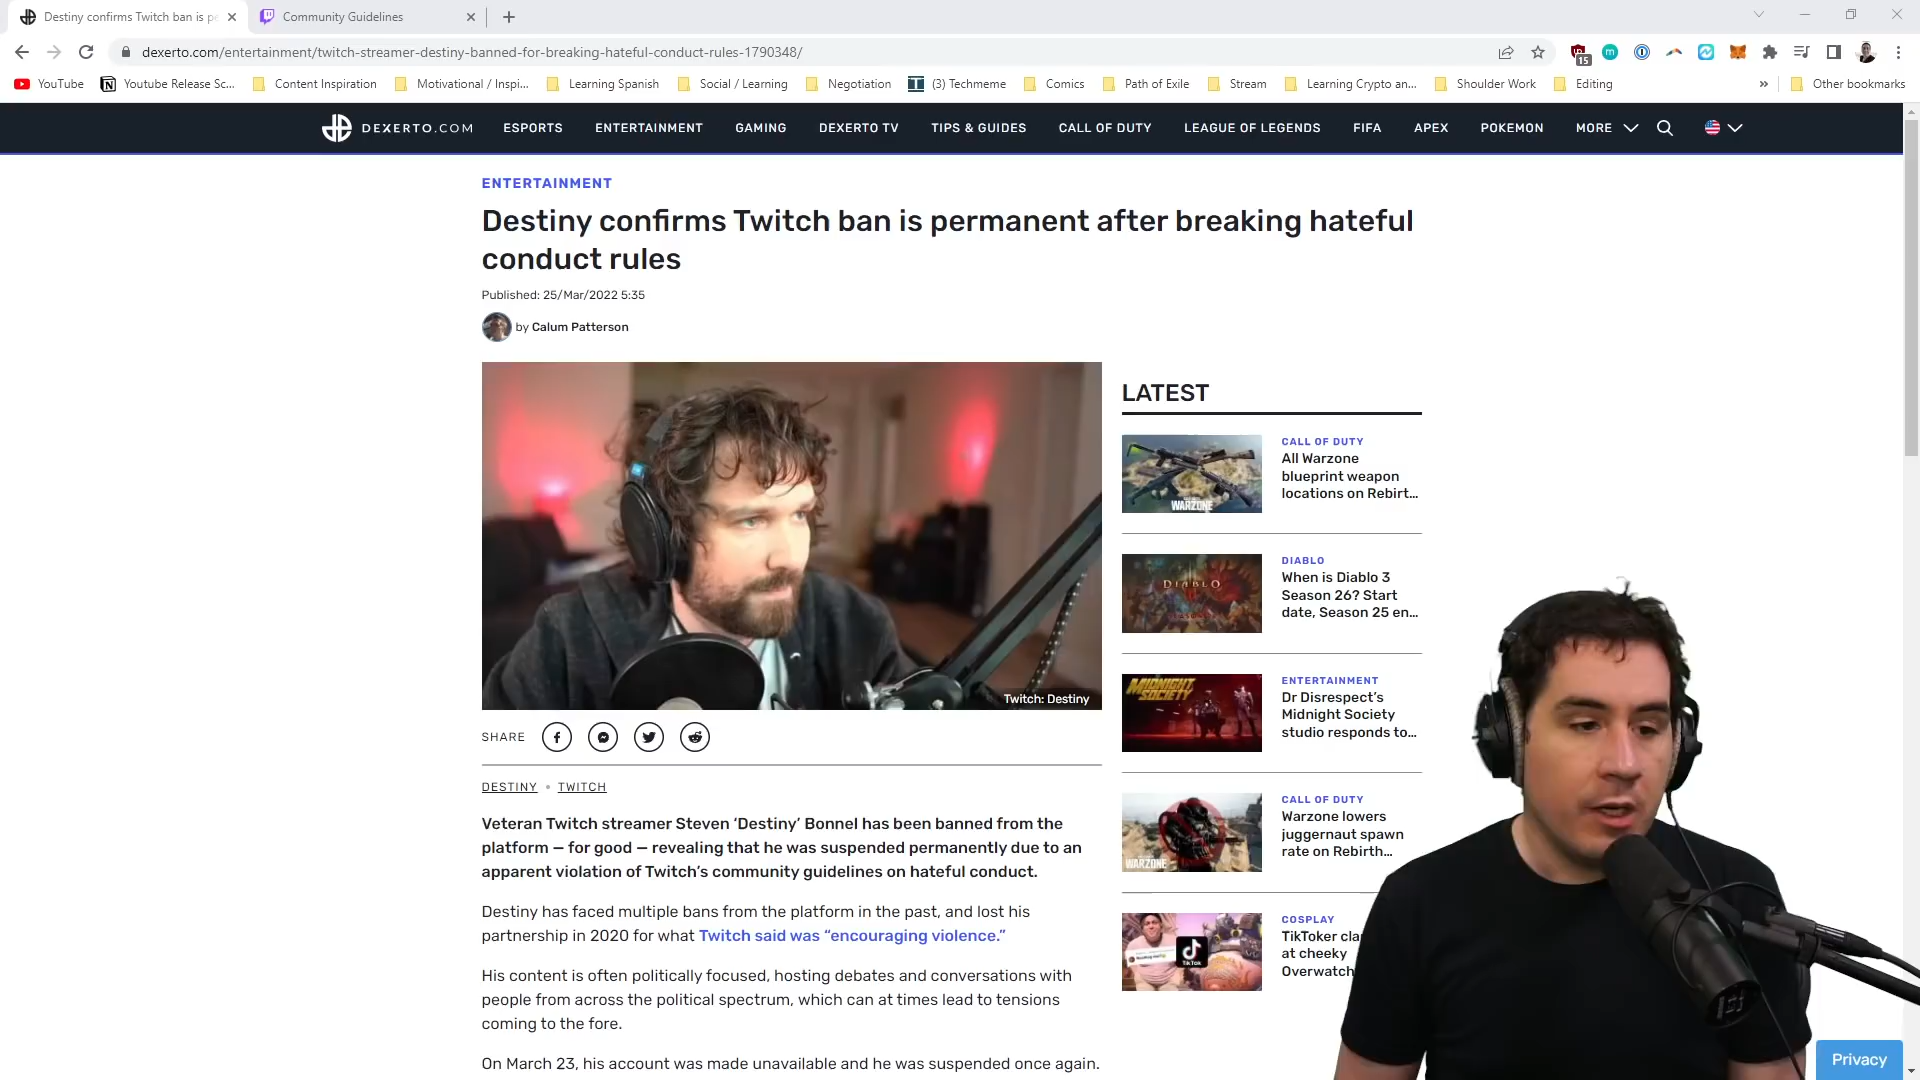 Destiny confirms Twitch ban is pe
Community Guidelines
dexerto.com/entertainment/twitch-streamer-destiny-banned-for-breaking-hateful-conduct-rules-1790348/
15
YouTube
Youtube Release Sc...
Content Inspiration
Motivational / Inspi...
Learning Spanish
Social / Learning
Negotiation
(3) Techmeme
Comics
Path of Exile
Stream
Learning Crypto an...
Shoulder Work
Editing
»
Other bookmarks
DEXERTO.COM
ESPORTS
ENTERTAINMENT
GAMING
DEXERTO TV
TIPS & GUIDES
CALL OF DUTY
LEAGUE OF LEGENDS
FIFA
APEX
POKEMON
MORE
ENTERTAINMENT
Destiny confirms Twitch ban is permanent after breaking hateful
conduct rules
Published: 25/Mar/2022 5:35
by Calum Patterson
Twitch: Destiny
SHARE
DESTINY • TWITCH
Veteran Twitch streamer Steven ‘Destiny’ Bonnel has been banned from the
platform — for good — revealing that he was suspended permanently due to an
apparent violation of Twitch’s community guidelines on hateful conduct.
Destiny has faced multiple bans from the platform in the past, and lost his
partnership in 2020 for what Twitch said was “encouraging violence.”
His content is often politically focused, hosting debates and conversations with
people from across the political spectrum, which can at times lead to tensions
coming to the fore.
On March 23, his account was made unavailable and he was suspended once again.
LATEST
WARZONE
CALL OF DUTY
All Warzone
blueprint weapon
locations on Rebirt...
DIABLO
DIABLO
When is Diablo 3
Season 26? Start
date, Season 25 en...
MIDNIGHT
SOCIETY
ENTERTAINMENT
Dr Disrespect’s
Midnight Society
studio responds to...
WARZONE
CALL OF DUTY
Warzone lowers
juggernaut spawn
rate on Rebirth...
TikTok
COSPLAY
TikToker cla
at cheeky
Overwatch
Privacy